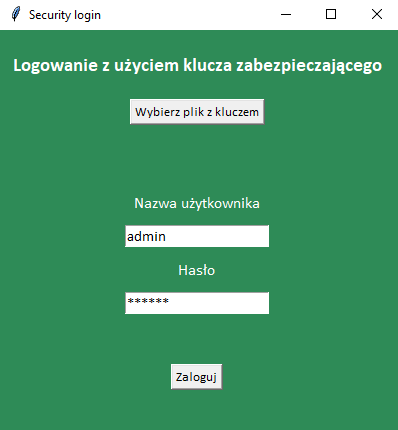 Security login
Logowanie z użyciem klucza zabezpieczającego
Wybierz plik z kluczem
Nazwa użytkownika
admin
Hasło
******
Zaloguj